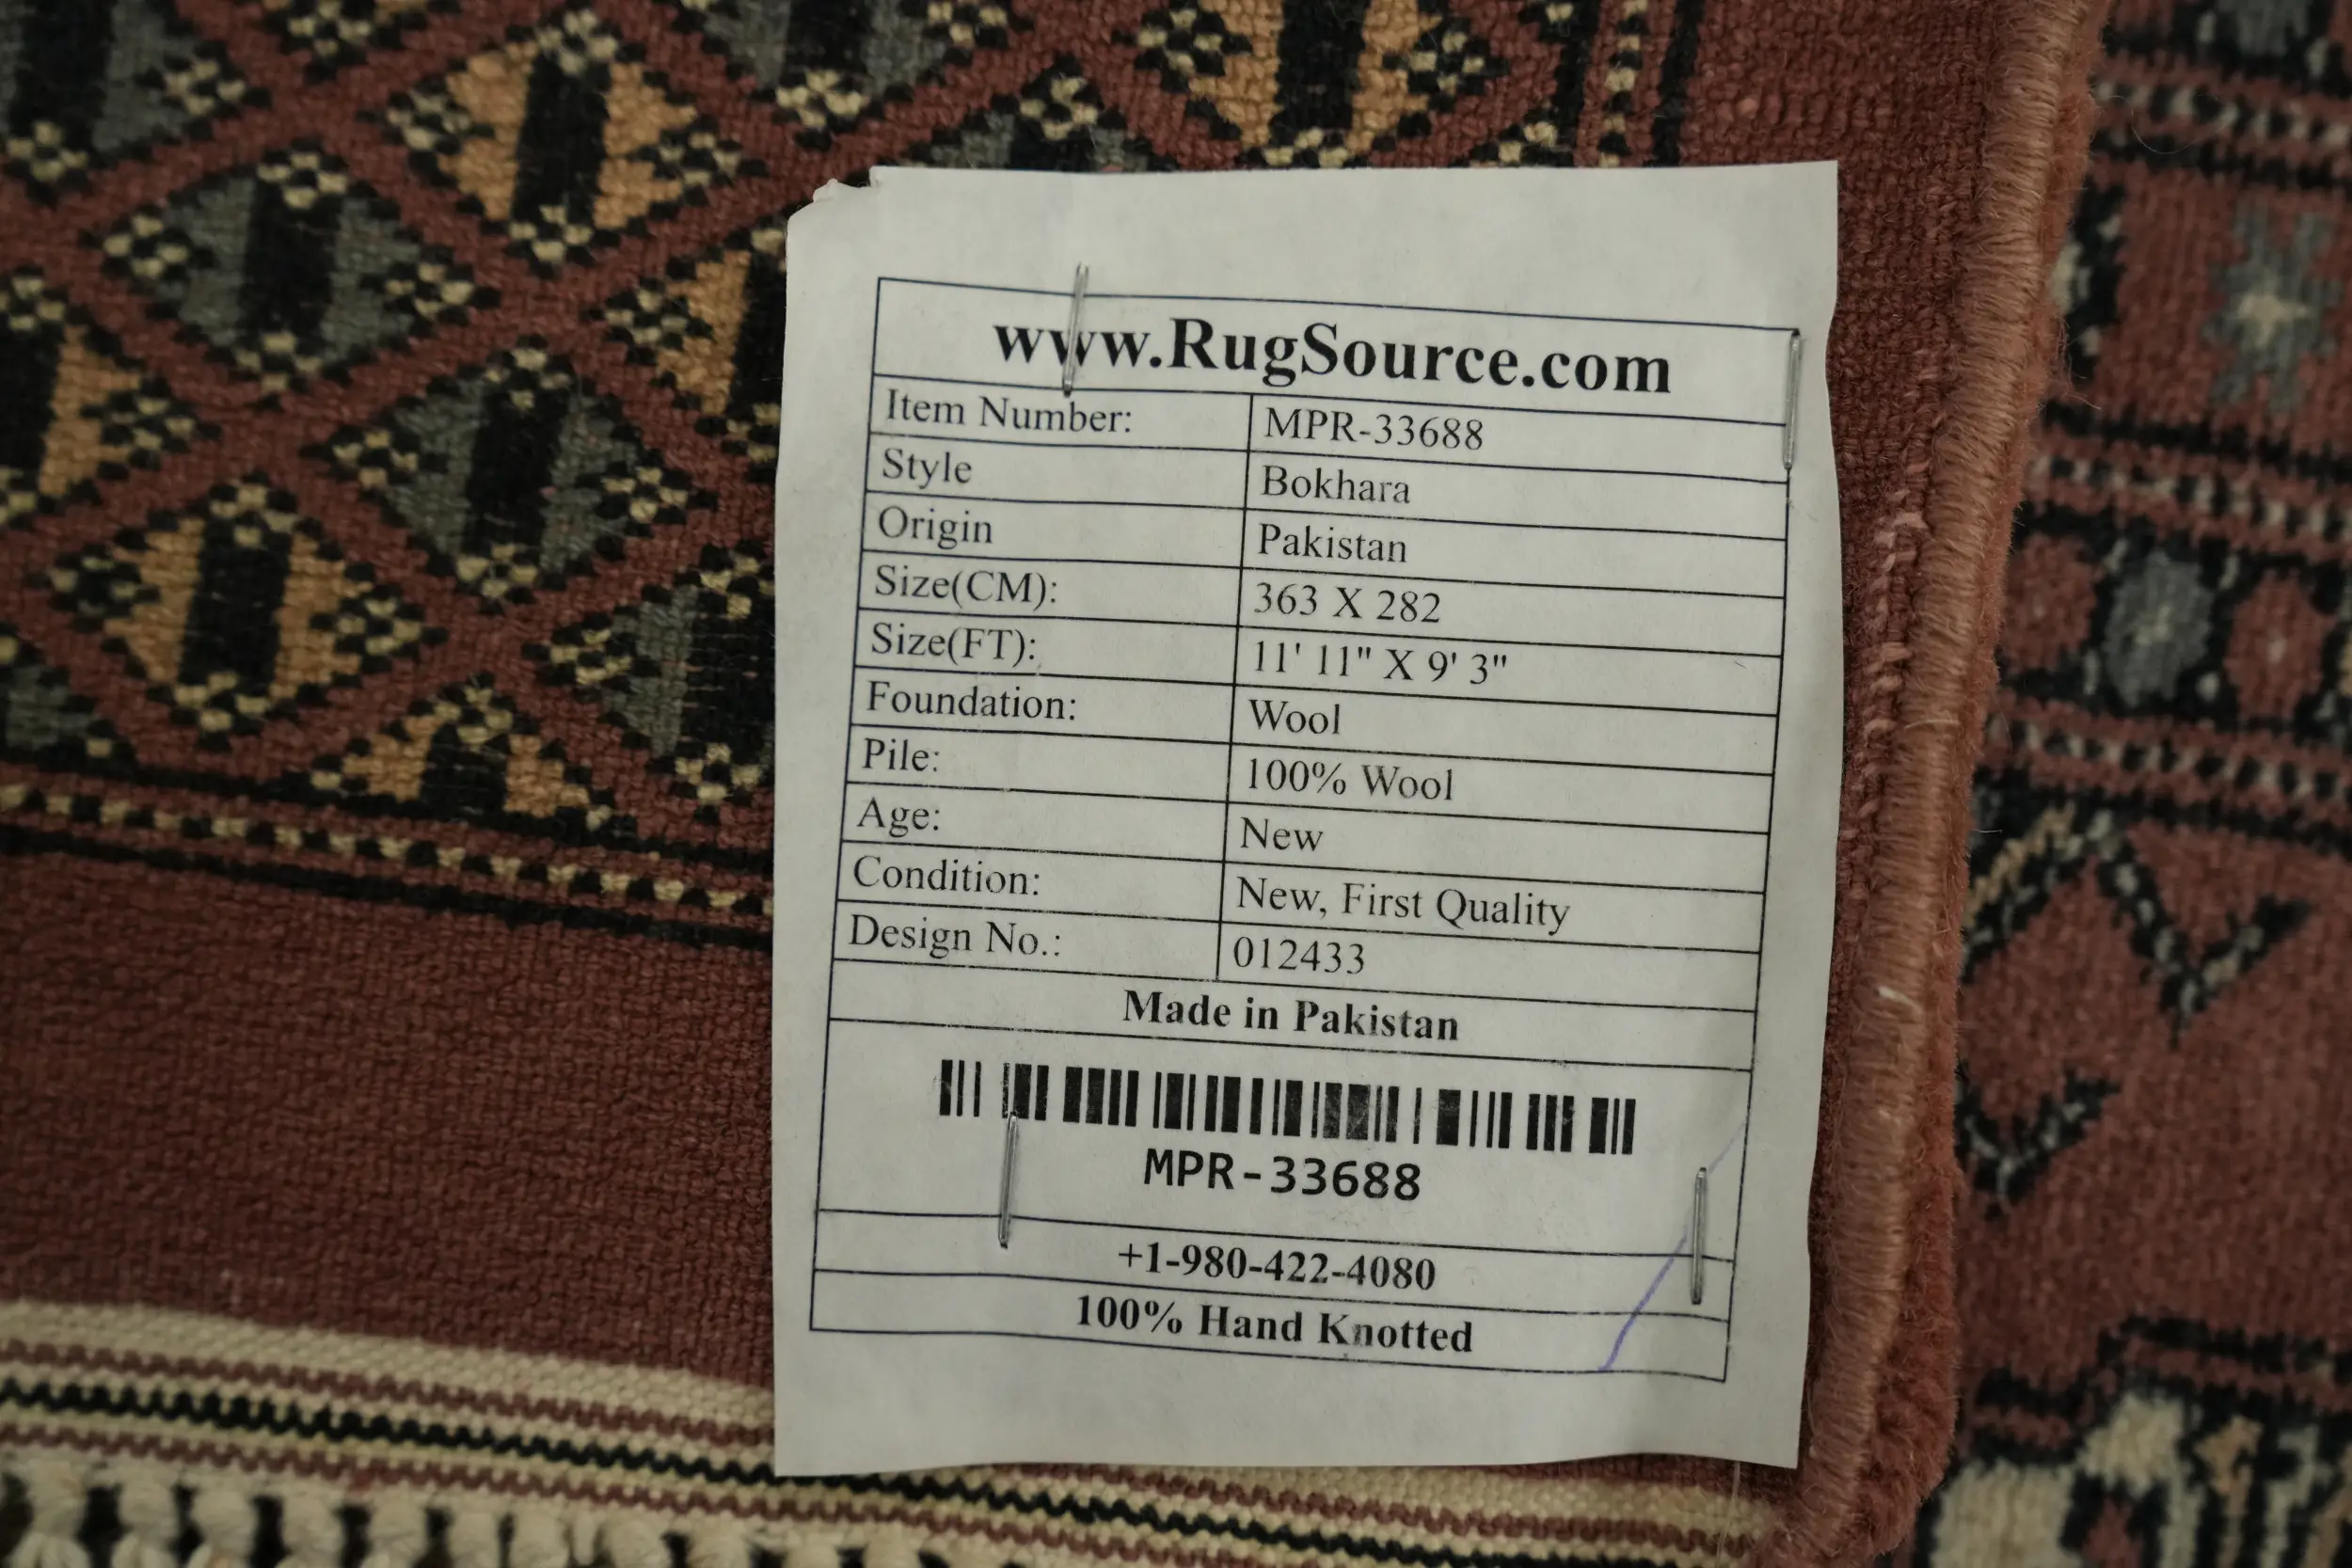 www.RugSource.com
Item Number: MPR-33688
Style Bokhara
Origin Pakistan
Size(CM): 363 X 282
Size(FT): 11' 11" X 9' 3"
Foundation: Wool
Pile: 100% Wool
Age: New
Condition: New, First Quality
Design No.: 012433
Made in Pakistan
MPR-33688
+1-980-422-4080
100% Hand Knotted